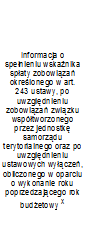 Informacja o
spełnieniu wskaźnika
spłaty zobowiązań
określonego w art.
243 ustawy, po
uwzględnieniu
zobowiązań związku
współtworzonego
przez jednostkę
samorządu
terytorialnego oraz po
uwzględnieniu
ustawowych wyłączeń,
obliczonego w oparciu
o wykonanie roku
poprzedzającego rok
budżetowy x